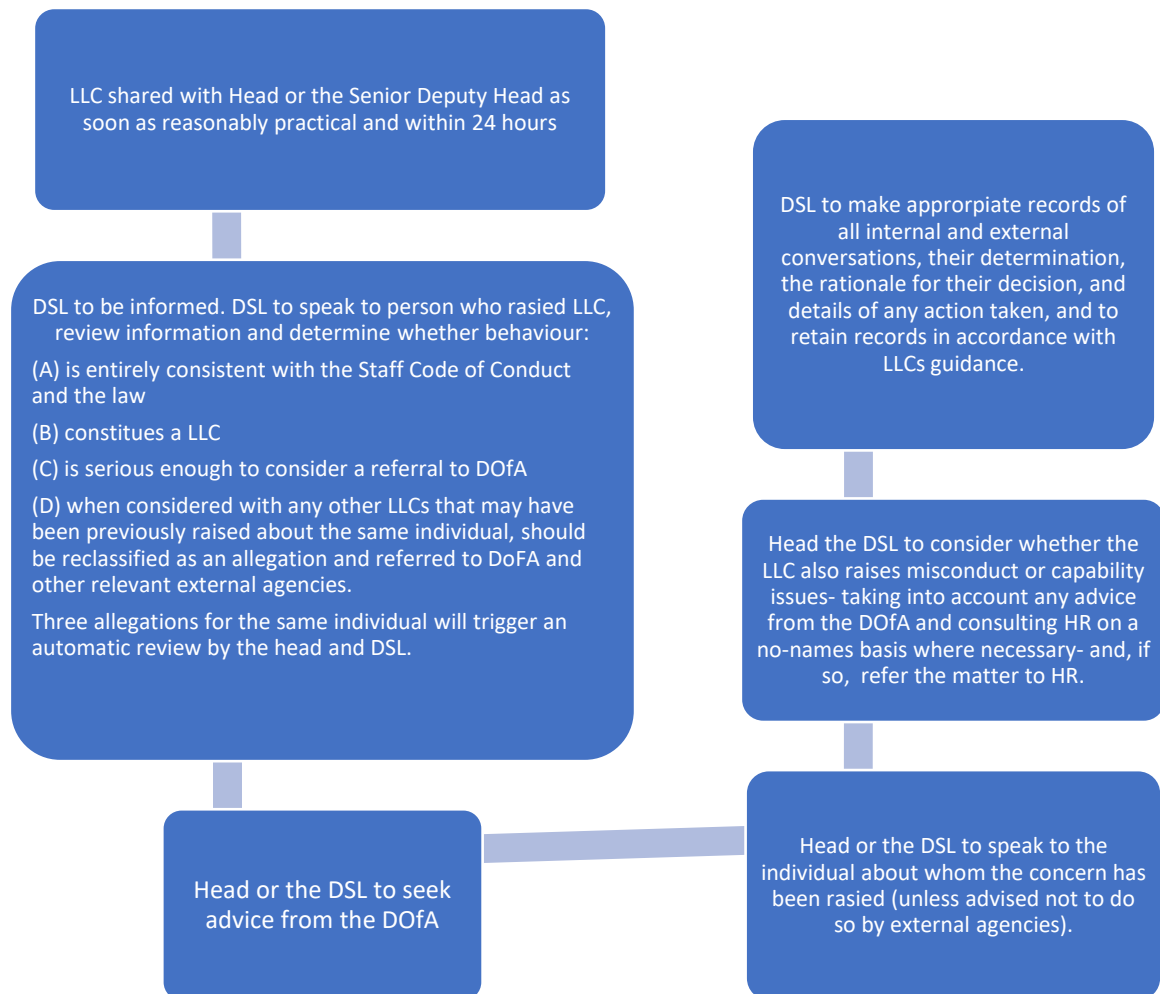 LLC shared with Head or the Senior Deputy Head as
soon as reasonably practical and within 24 hours
DSL to be informed. DSL to speak to person who rasied LLC,
review information and determine whether behaviour:
(A) is entirely consistent with the Staff Code of Conduct
and the law
(B) constitues a LLC
(C) is serious enough to consider a referral to DOfA
(D) when considered with any other LLCs that may have
been previously raised about the same individual, should
be reclassified as an allegation and referred to DoFA and
other relevant external agencies.
Three allegations for the same individual will trigger an
automatic review by the head and DSL.
Head or the DSL to seek
advice from the DOfA
Head or the DSL to speak to the
individual about whom the concern has
been rasied (unless advised not to do
so by external agencies).
Head the DSL to consider whether the
LLC also raises misconduct or capability
issues- taking into account any advice
from the DOfA and consulting HR on a
no-names basis where necessary- and, if
so, refer the matter to HR.
DSL to make approrpiate records of
all internal and external
conversations, their determination,
the rationale for their decision, and
details of any action taken, and to
retain records in accordance with
LLCs guidance.